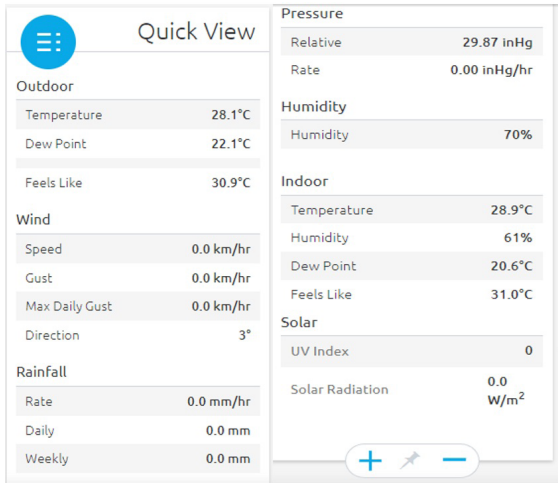 Quick View
Outdoor
Temperature 28.1°C
Dew Point 22.1°C
Feels Like 30.9°C
Wind
Speed 0.0 km/hr
Gust 0.0 km/hr
Max Daily Gust 0.0 km/hr
Direction 3°
Rainfall
Rate 0.0 mm/hr
Daily 0.0 mm
Weekly 0.0 mm
Pressure
Relative 29.87 inHg
Rate 0.00 inHg/hr
Humidity
Humidity 70%
Indoor
Temperature 28.9°C
Humidity 61%
Dew Point 20.6°C
Feels Like 31.0°C
Solar
UV Index 0
Solar Radiation 0.0
W/m²